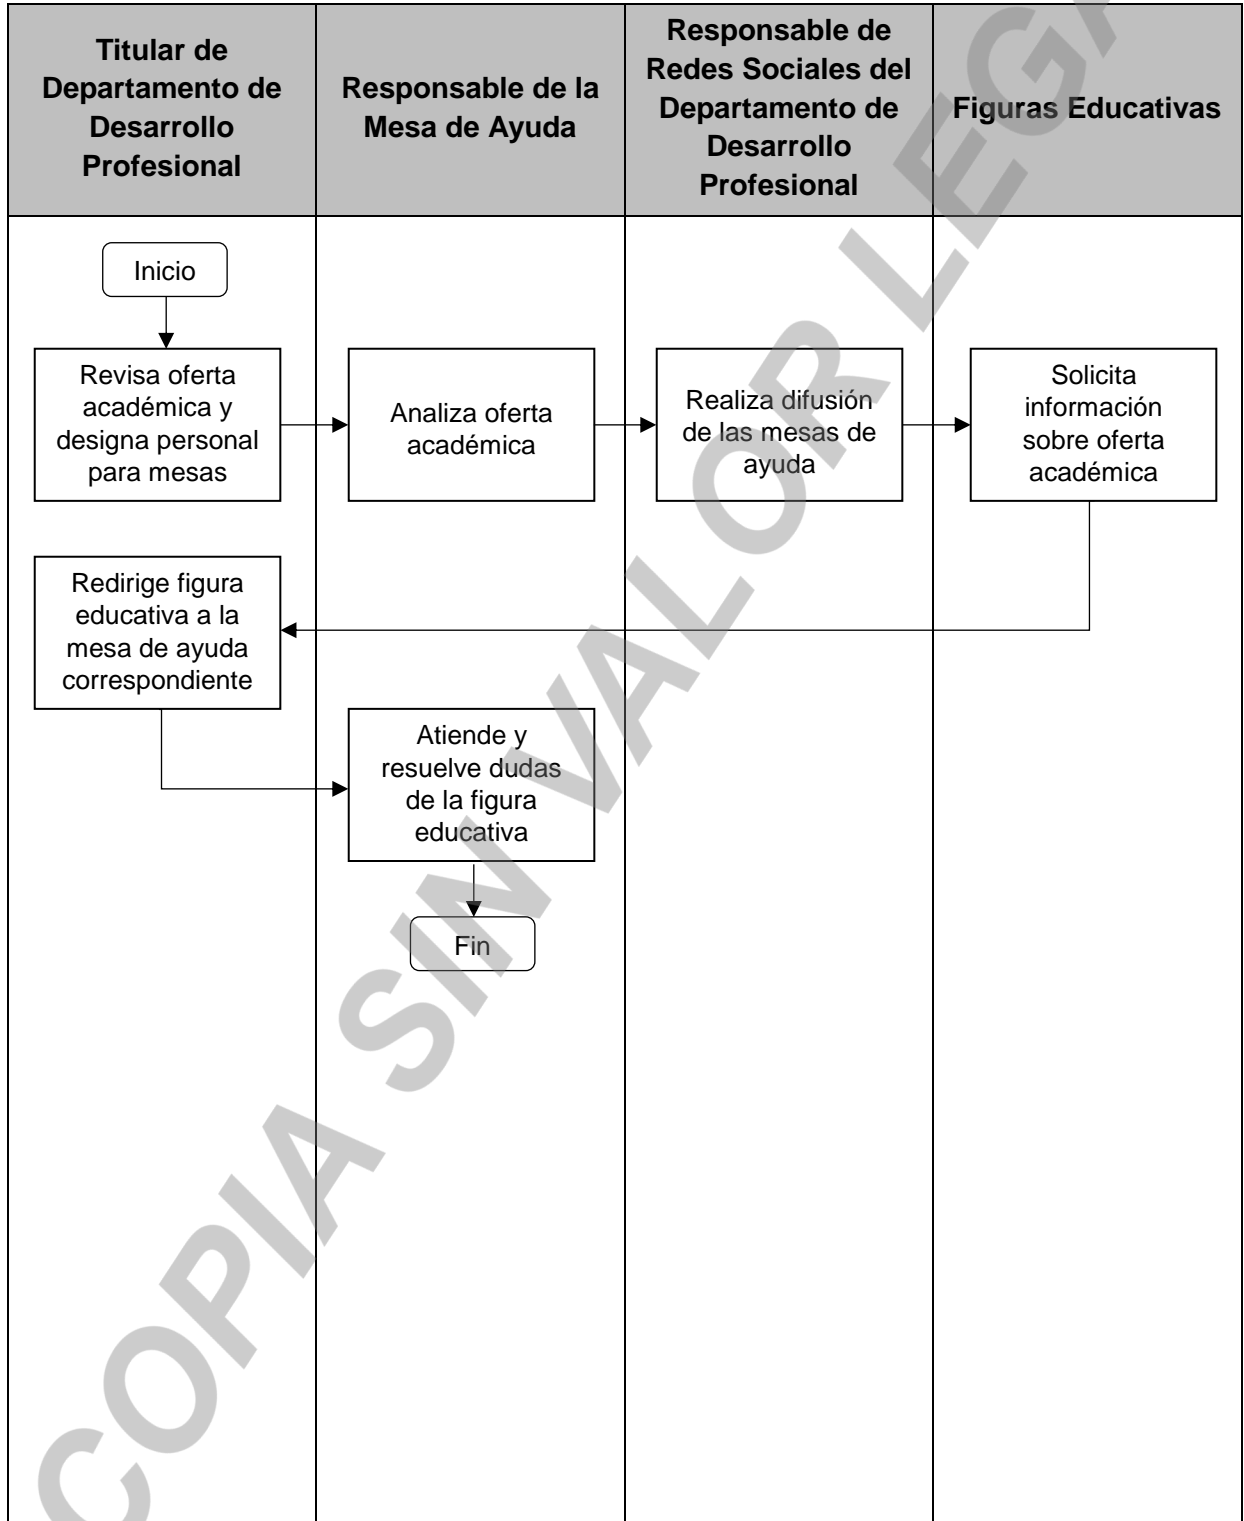 Titular de
Departamento de
Desarrollo
Profesional
Responsable de la
Mesa de Ayuda
Responsable de
Redes Sociales del
Departamento de
Desarrollo
Profesional
Figuras Educativas
Inicio
Revisa oferta
académica y
designa personal
para mesas
Analiza oferta
académica
Realiza difusión
de las mesas de
ayuda
Solicita
información
sobre oferta
académica
Redirige figura
educativa a la
mesa de ayuda
correspondiente
Atiende y
resuelve dudas
de la figura
educativa
Fin
COPIA SIN VALOR LEGA